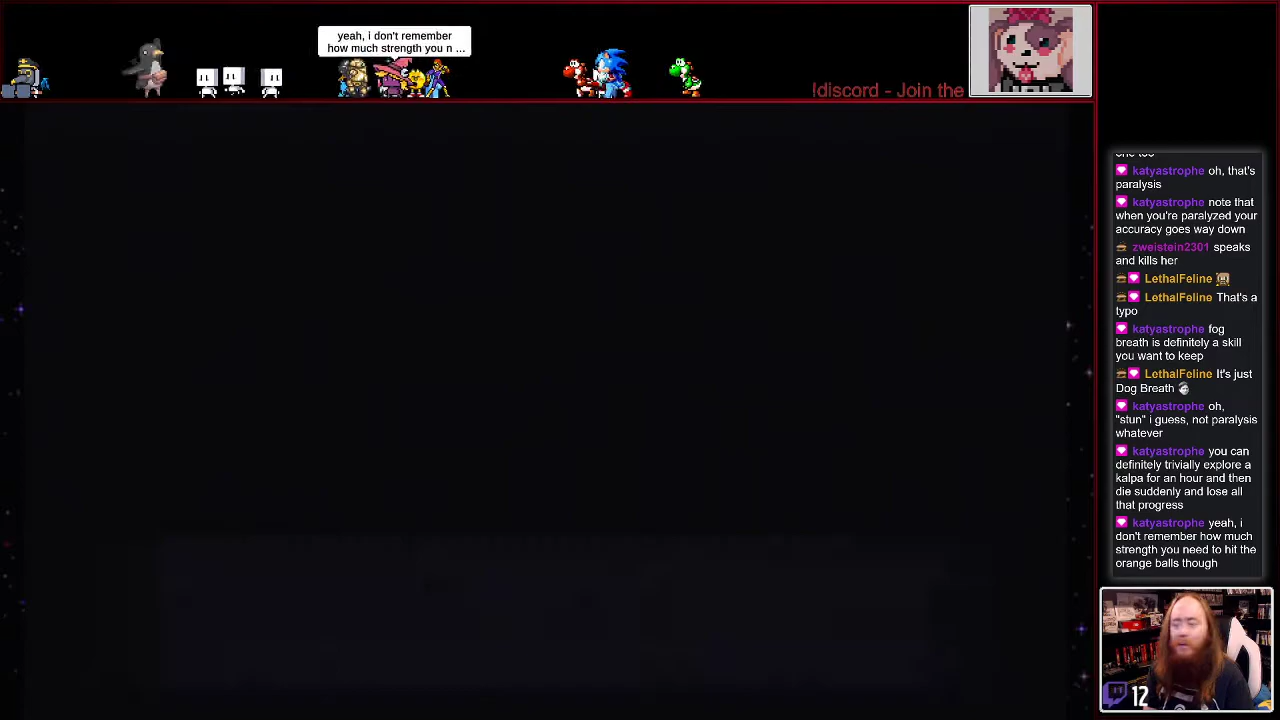 yeah, i don't remember
how much strength you n ...
!discord - Join the
katyastrophe oh, that's
paralysis
katyastrophe note that
when you're paralyzed your
accuracy goes way down
zweistein2301 speaks
and kills her
LethalFeline
LethalFeline That's a
typo
katyastrophe fog
breath is definitely a skill
you want to keep
LethalFeline It's just
Dog Breath
katyastrophe oh,
"stun" i guess, not paralysis
whatever
katyastrophe you can
definitely trivially explore a
kalpa for an hour and then
die suddenly and lose all
that progress
katyastrophe yeah, i
don't remember how much
strength you need to hit the
orange balls though
12